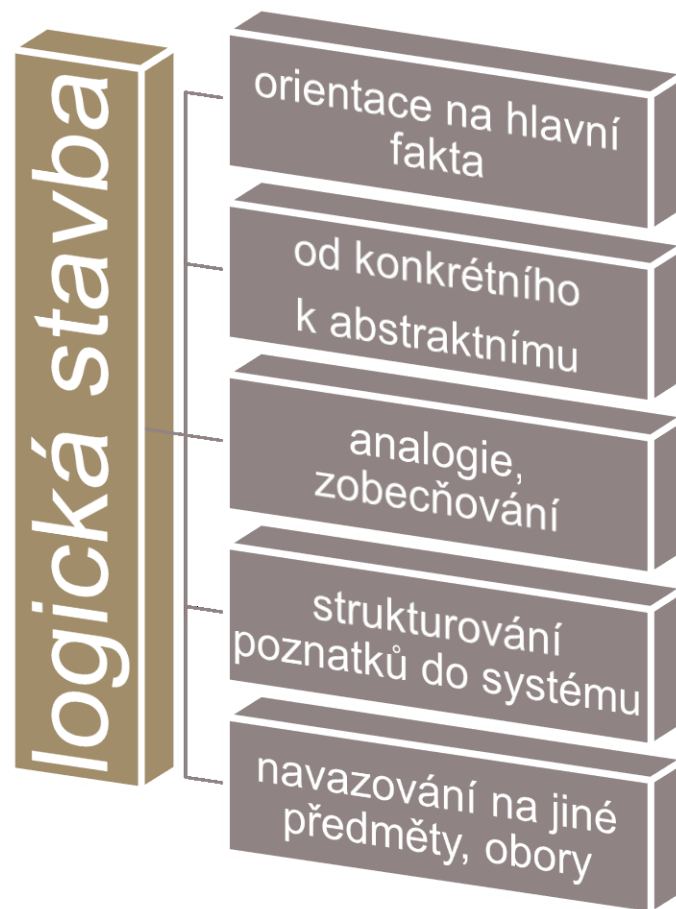 logická stavba
orientace na hlavní
fakta
od konkrétního
k abstraktnímu
analogie,
zobecňování
strukturování
poznatků do systému
navazování na jiné
předměty, obory